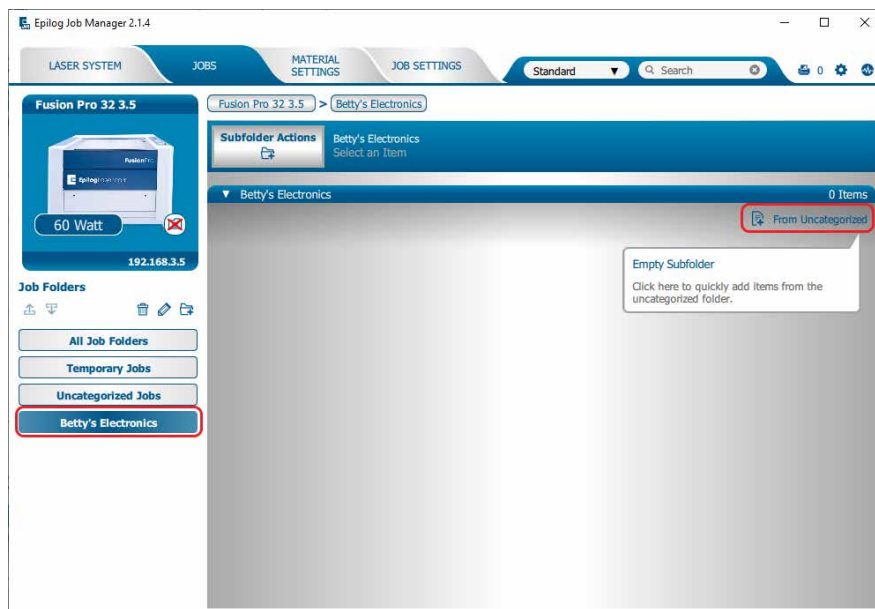 Epilog Job Manager 2.1.4
LASER SYSTEM
JOBS
MATERIAL
SETTINGS
JOB SETTINGS
Standard
Search
0
Fusion Pro 32 3.5
Fusion Pro 32 3.5 > Betty's Electronics
Subfolder Actions
Betty's Electronics
Select an Item
Betty's Electronics
0 Items
From Uncategorized
Empty Subfolder
Click here to quickly add items from the
uncategorized folder.
FusionPro
60 Watt
192.168.3.5
Job Folders
All Job Folders
Temporary Jobs
Uncategorized Jobs
Betty's Electronics